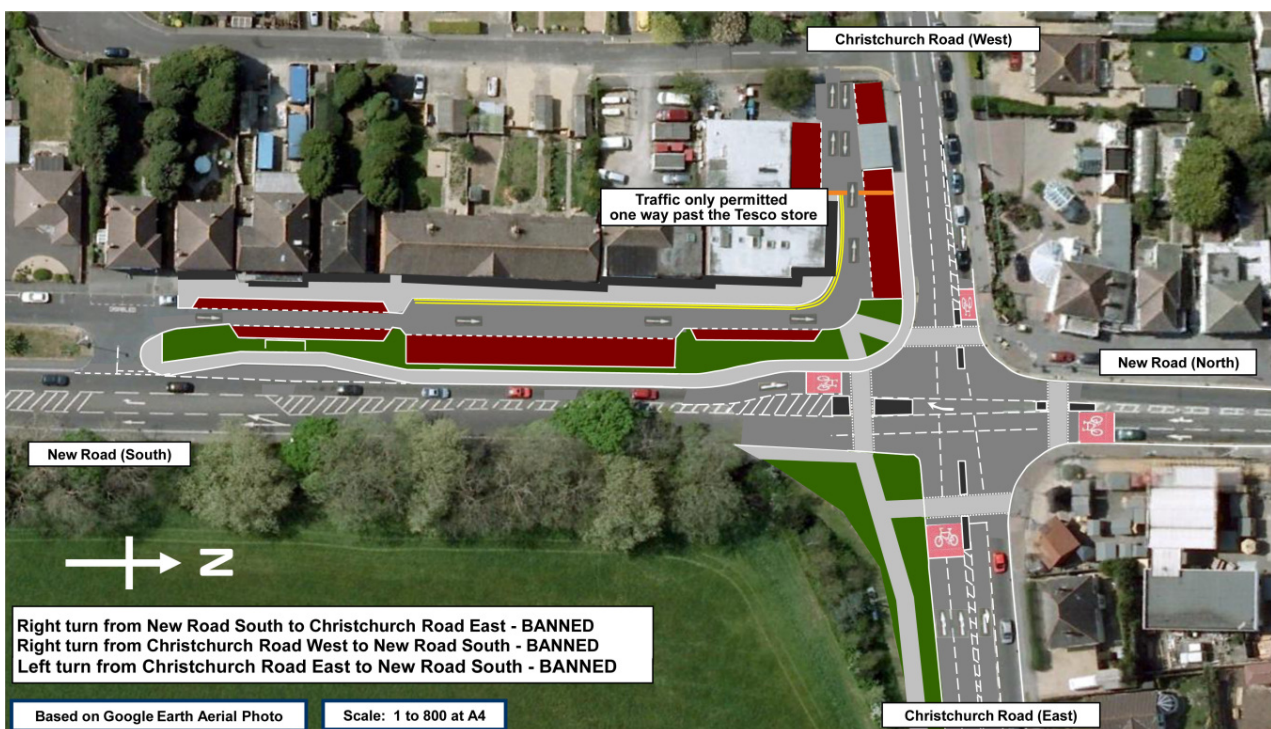 Christchurch Road (West)
Traffic only permitted
one way past the Tesco store
New Road (North)
New Road (South)
N
Right turn from New Road South to Christchurch Road East - BANNED
Right turn from Christchurch Road West to New Road South - BANNED
Left turn from Christchurch Road East to New Road South - BANNED
Based on Google Earth Aerial Photo
Scale: 1 to 800 at A4
Christchurch Road (East)